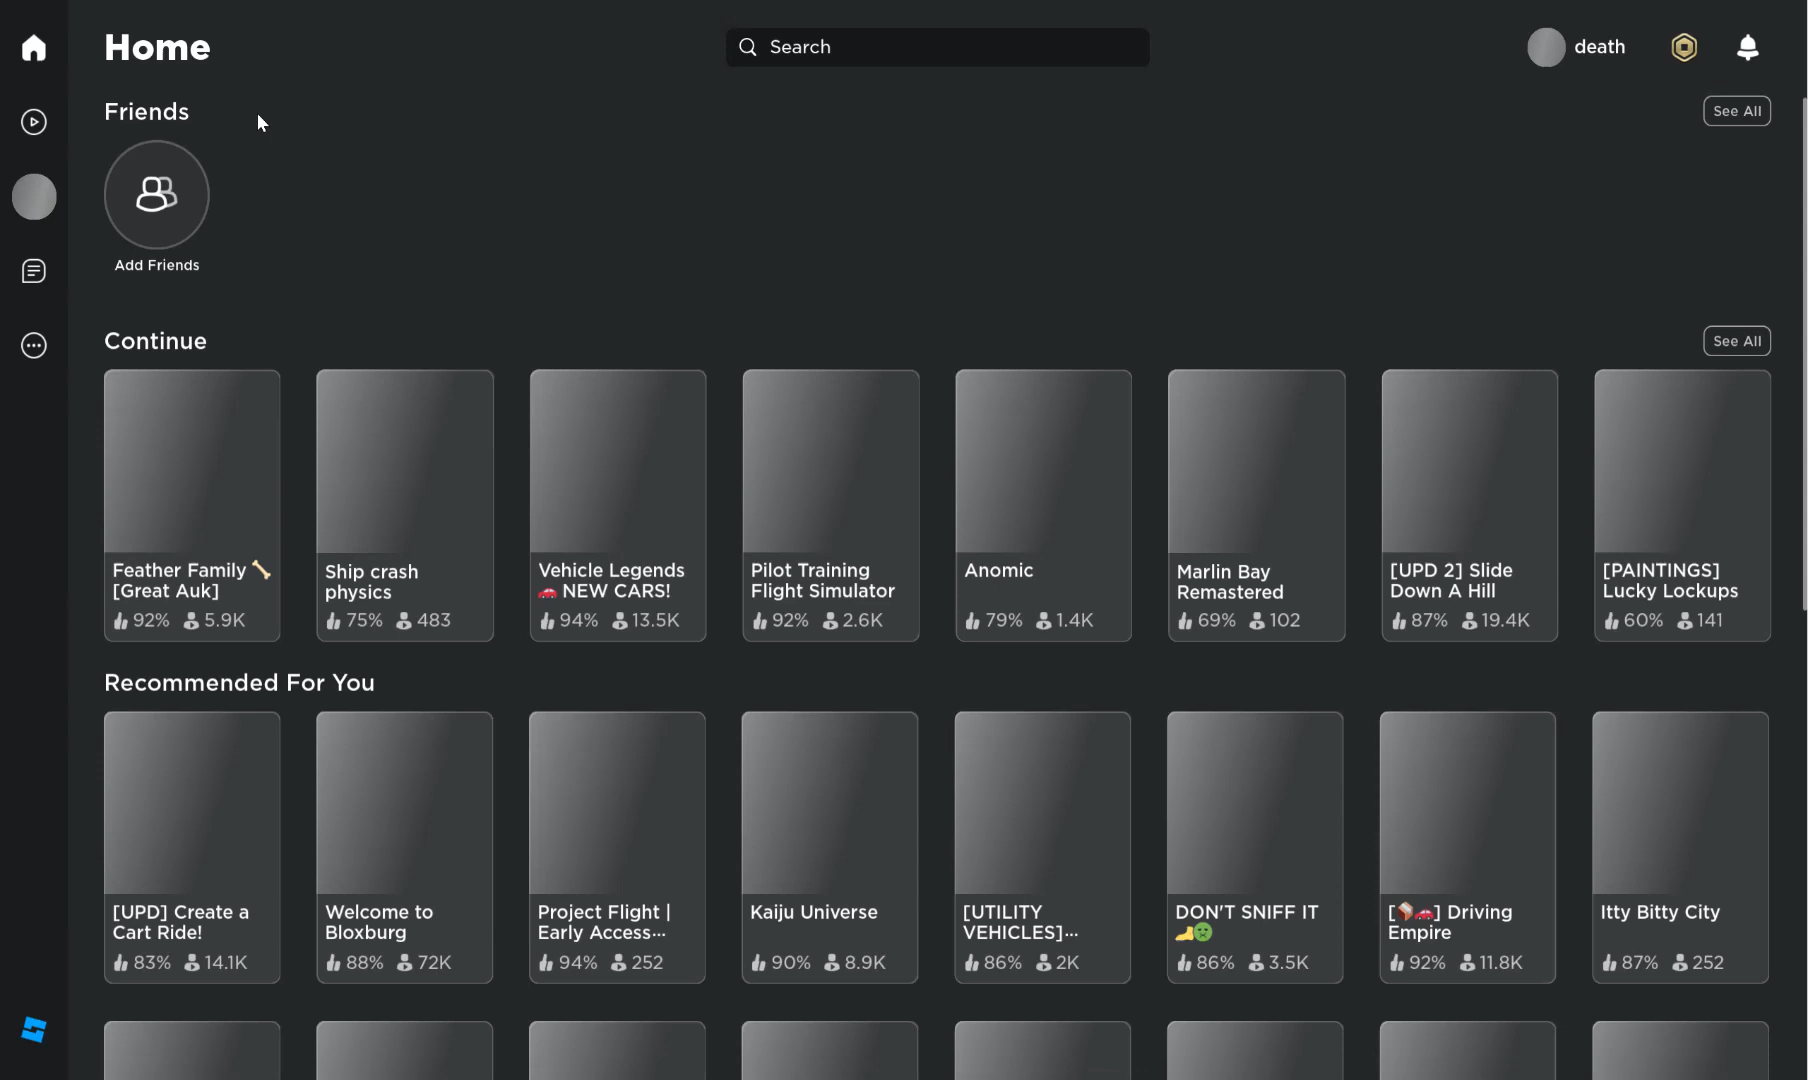 Home
Search
death
Friends
See All
Add Friends
Continue
See All
Feather Family 🦴
[Great Auk]
92% 5.9K
Ship crash
physics
75% 483
Vehicle Legends
🚗 NEW CARS!
94% 13.5K
Pilot Training
Flight Simulator
92% 2.6K
Anomic
79% 1.4K
Marlin Bay
Remastered
69% 102
[UPD 2] Slide
Down A Hill
87% 19.4K
[PAINTINGS]
Lucky Lockups
60% 141
Recommended For You
[UPD] Create a
Cart Ride!
83% 14.1K
Welcome to
Bloxburg
88% 72K
Project Flight |
Early Access...
94% 252
Kaiju Universe
90% 8.9K
[UTILITY
VEHICLES]...
86% 2K
DON'T SNIFF IT
🦶🤢
86% 3.5K
[📦🚗] Driving
Empire
92% 11.8K
Itty Bitty City
87% 252